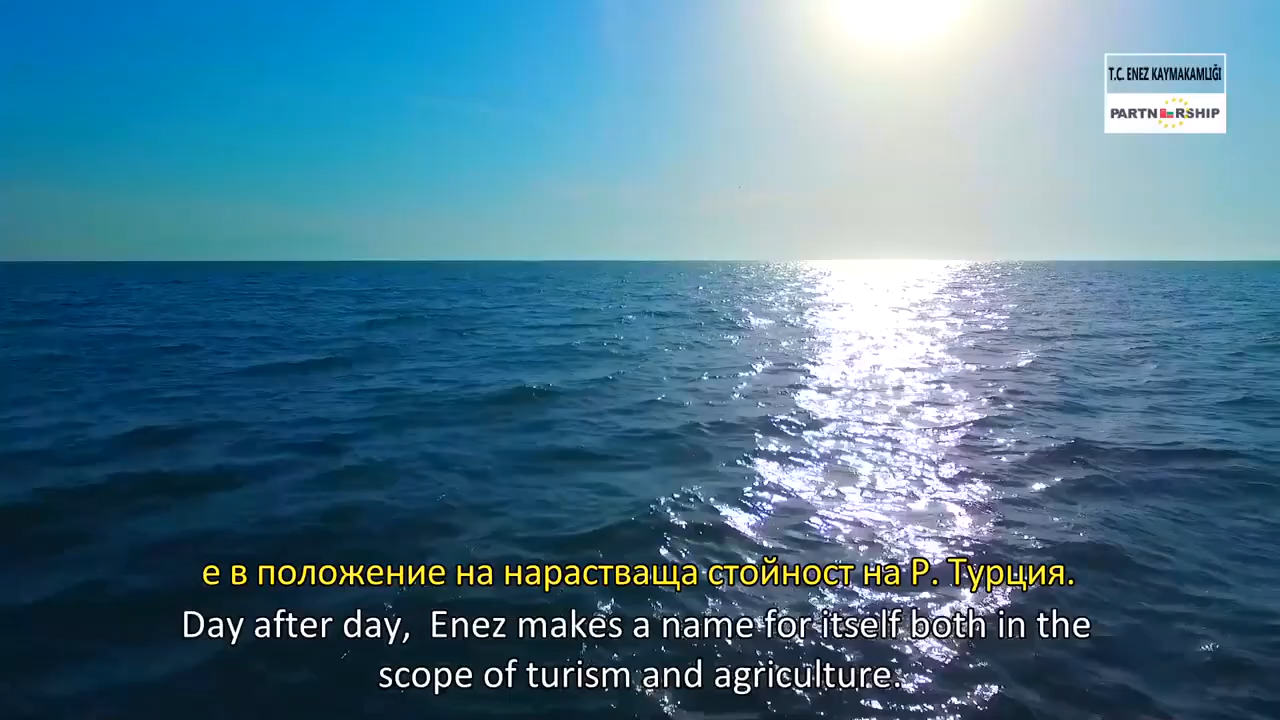 T.C. ENEZ KAYMAKAMLIĞI
PARTNERSHIP
е в положение на нарастваща стойност на Р. Турция.
Day after day,  Enez makes a name for itself both in the
scope of turism and agriculture.